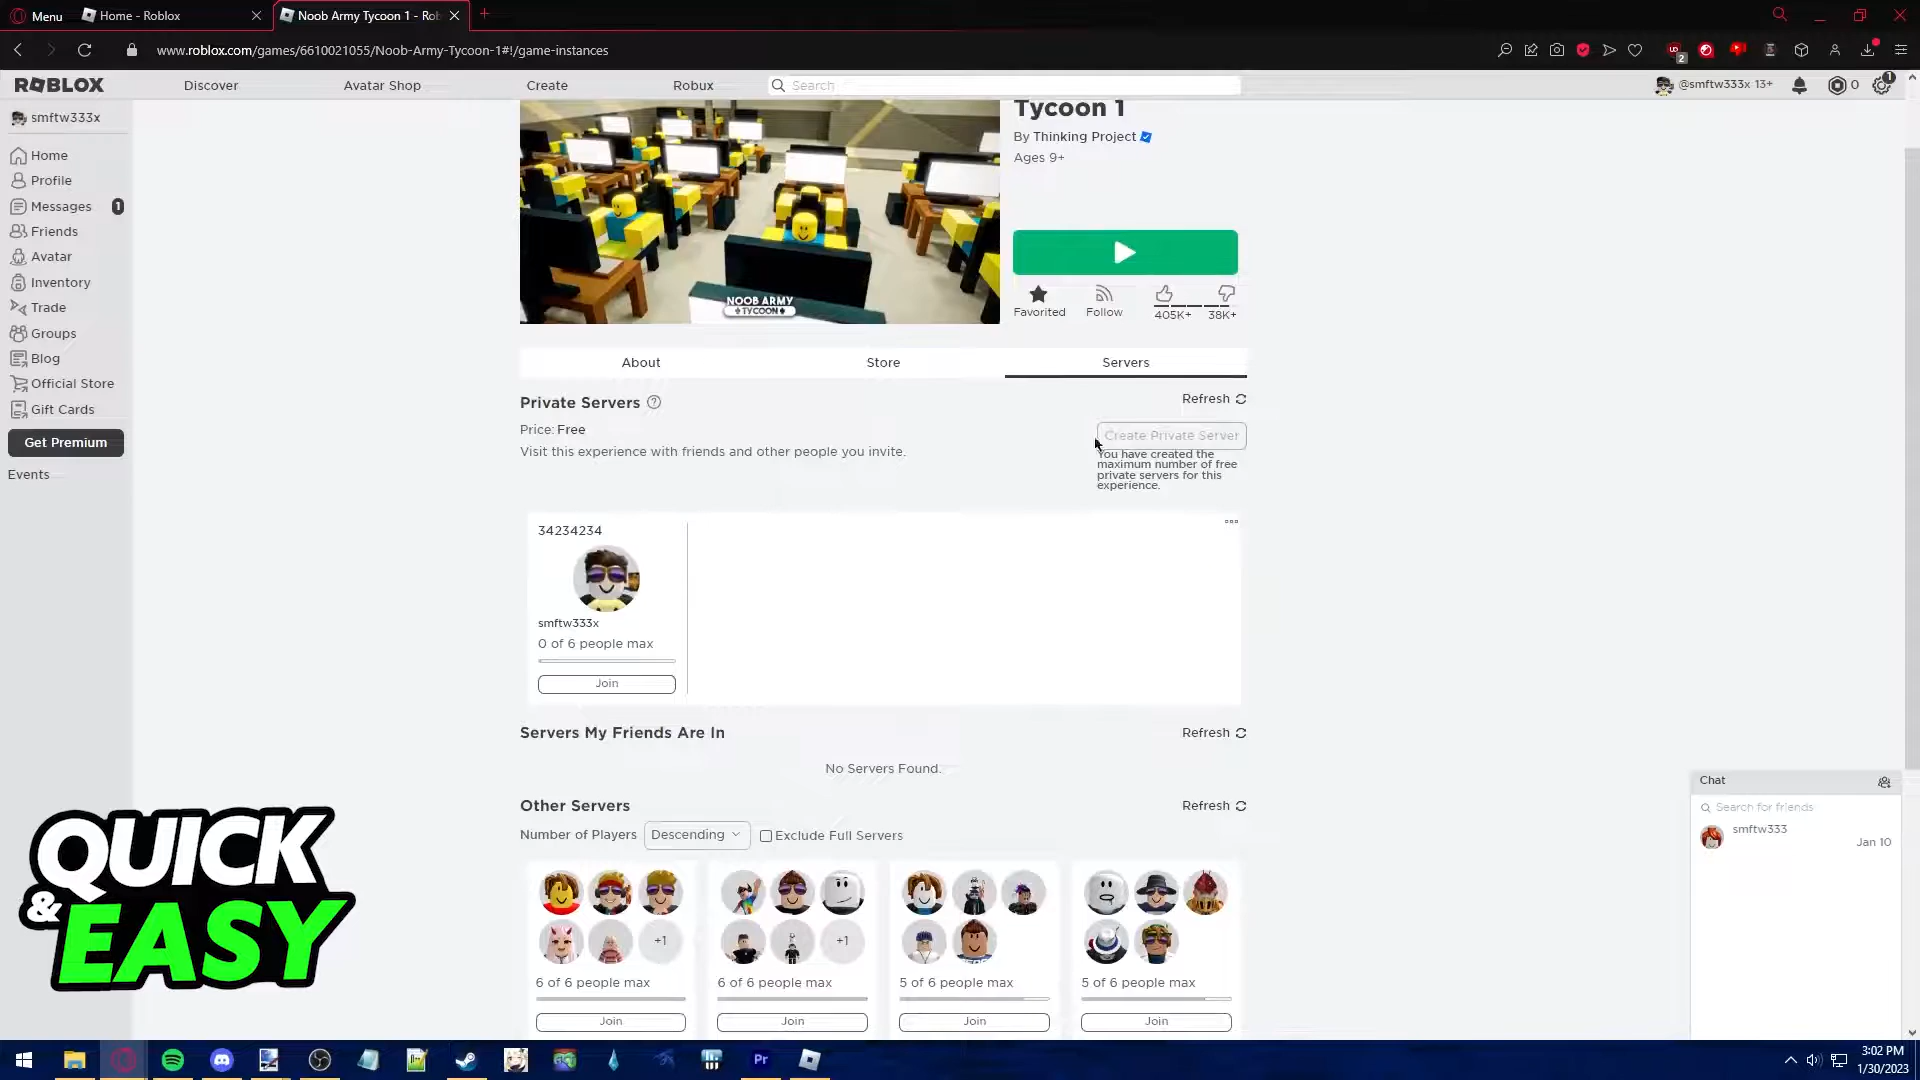 Menu
Home - Roblox
Noob Army Tycoon 1 - Rob
www.roblox.com/games/6610021055/Noob-Army-Tycoon-1#!/game-instances
2
ROBLOX
Discover
Avatar Shop
Create
Robux
Search
@smftw333x 13+
0
1
smftw333x
Home
Profile
Messages 1
Friends
Avatar
Inventory
Trade
Groups
Blog
Official Store
Gift Cards
Get Premium
Events
NOOB ARMY
TYCOON
Tycoon 1
By Thinking Project
Ages 9+
Favorited
Follow
405K+
38K+
About
Store
Servers
Private Servers
Refresh
Price: Free
Visit this experience with friends and other people you invite.
Create Private Server
You have created the
maximum number of free
private servers for this
experience.
34234234
smftw333x
0 of 6 people max
Join
Servers My Friends Are In
Refresh
No Servers Found.
Other Servers
Refresh
Number of Players
Descending
Exclude Full Servers
+1
6 of 6 people max
Join
+1
6 of 6 people max
Join
5 of 6 people max
Join
5 of 6 people max
Join
Chat
Search for friends
smftw333
Jan 10
QUICK
& EASY
Pr
3:02 PM
1/30/2023